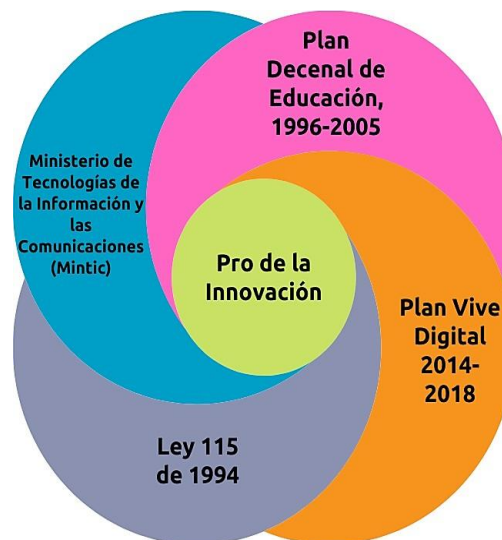 Plan
Decenal de
Educación,
1996-2005
Ministerio de
Tecnologías de
la Información y
las
Comunicaciones
(Mintic)
Pro de la
Innovación
Plan Vive
Digital
2014-
2018
Ley 115
de 1994